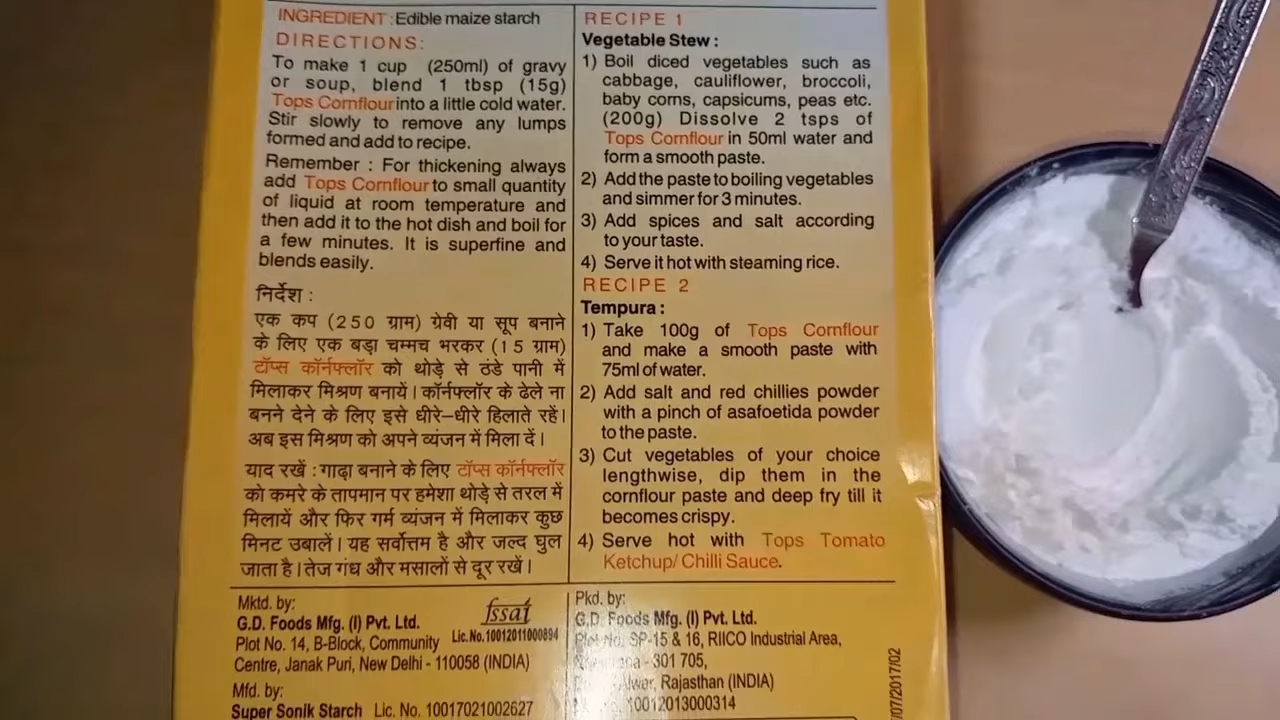 INGREDIENT : Edible maize starch
DIRECTIONS:
To make 1 cup (250ml) of gravy
or soup, blend 1 tbsp (15g)
Tops Cornflour into a little cold water.
Stir slowly to remove any lumps
formed and add to recipe.
Remember : For thickening always
add Tops Cornflour to small quantity
of liquid at room temperature and
then add it to the hot dish and boil for
a few minutes. It is superfine and
blends easily.
निर्देश :
एक कप (250 ग्राम) ग्रेवी या सूप बनाने
के लिए एक बड़ा चम्मच भरकर (15 ग्राम)
टॉप्स कॉर्नफ्लॉर को थोड़े से ठंडे पानी में
मिलाकर मिश्रण बनायें। कॉर्नफ्लॉर के ढेले ना
बनने देने के लिए इसे धीरे–धीरे हिलाते रहें।
अब इस मिश्रण को अपने व्यंजन में मिला दें।
याद रखें : गाढ़ा बनाने के लिए टॉप्स कॉर्नफ्लॉर
को कमरे के तापमान पर हमेशा थोड़े से तरल में
मिलायें और फिर गर्म व्यंजन में मिलाकर कुछ
मिनट उबालें। यह सर्वोत्तम है और जल्द घुल
जाता है। तेज गंध और मसालों से दूर रखें।
RECIPE 1
Vegetable Stew :
1) Boil diced vegetables such as
cabbage, cauliflower, broccoli,
baby corns, capsicums, peas etc.
(200g) Dissolve 2 tsps of
Tops Cornflour in 50ml water and
form a smooth paste.
2) Add the paste to boiling vegetables
and simmer for 3 minutes.
3) Add spices and salt according
to your taste.
4) Serve it hot with steaming rice.
RECIPE 2
Tempura :
1) Take 100g of Tops Cornflour
and make a smooth paste with
75ml of water.
2) Add salt and red chillies powder
with a pinch of asafoetida powder
to the paste.
3) Cut vegetables of your choice
lengthwise, dip them in the
cornflour paste and deep fry till it
becomes crispy.
4) Serve hot with Tops Tomato
Ketchup/ Chilli Sauce.
Mktd. by:
G.D. Foods Mfg. (I) Pvt. Ltd.
Plot No. 14, B-Block, Community
Centre, Janak Puri, New Delhi - 110058 (INDIA)
fssai
Lic. No. 10012011000894
Mfd. by:
Super Sonik Starch Lic. No. 10017021002627
Pkd. by:
G.D. Foods Mfg. (I) Pvt. Ltd.
Plot No. SP-15 & 16, RIICO Industrial Area,
- 301 705,
Alwar, Rajasthan (INDIA)
10012013000314
/07/2017/02